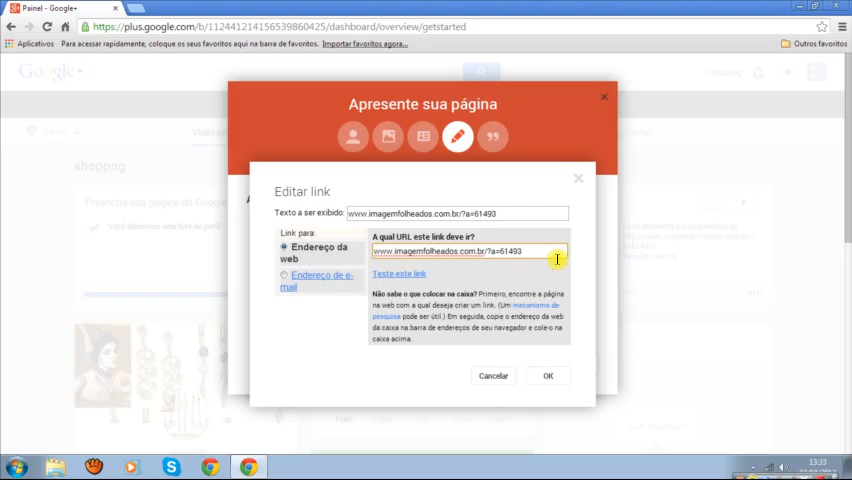 Painel - Google+
https://plus.google.com/b/112441214156539860425/dashboard/overview/getstarted
Aplicativos Para acessar rapidamente, coloque os seus favoritos aqui na barra de favoritos. Importar favoritos agora... Outros favoritos
Google+
Apresente sua página
shoppng
Editar link
Texto a ser exibido: www.imagemfolheados.com.br/?a=61493
Link para:
Endereço da
web
Endereço de e-
mail
A qual URL este link deve ir?
www.imagemfolheados.com.br/?a=61493
Teste este link
Não sabe o que colocar na caixa? Primeiro, encontre a página
na web com a qual deseja criar um link. (Um mecanismo de
pesquisa pode ser útil.) Em seguida, copie o endereço da web
da caixa na barra de endereços de seu navegador e cole-o na
caixa acima.
Cancelar OK
13:33